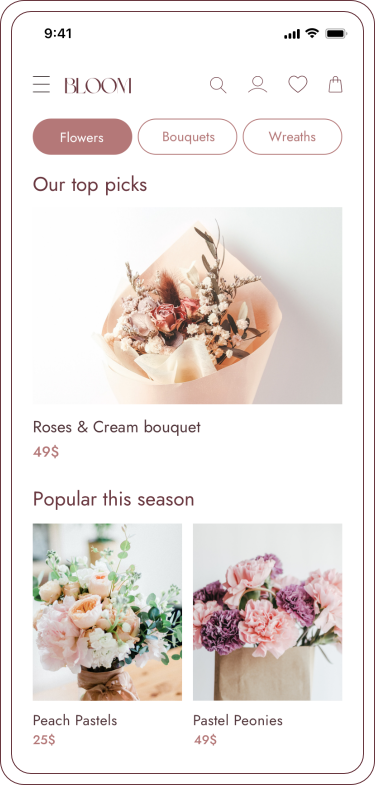 9:41
BLOOM
Flowers
Bouquets
Wreaths
Our top picks
Roses & Cream bouquet
49$
Popular this season
Peach Pastels
25$
Pastel Peonies
49$